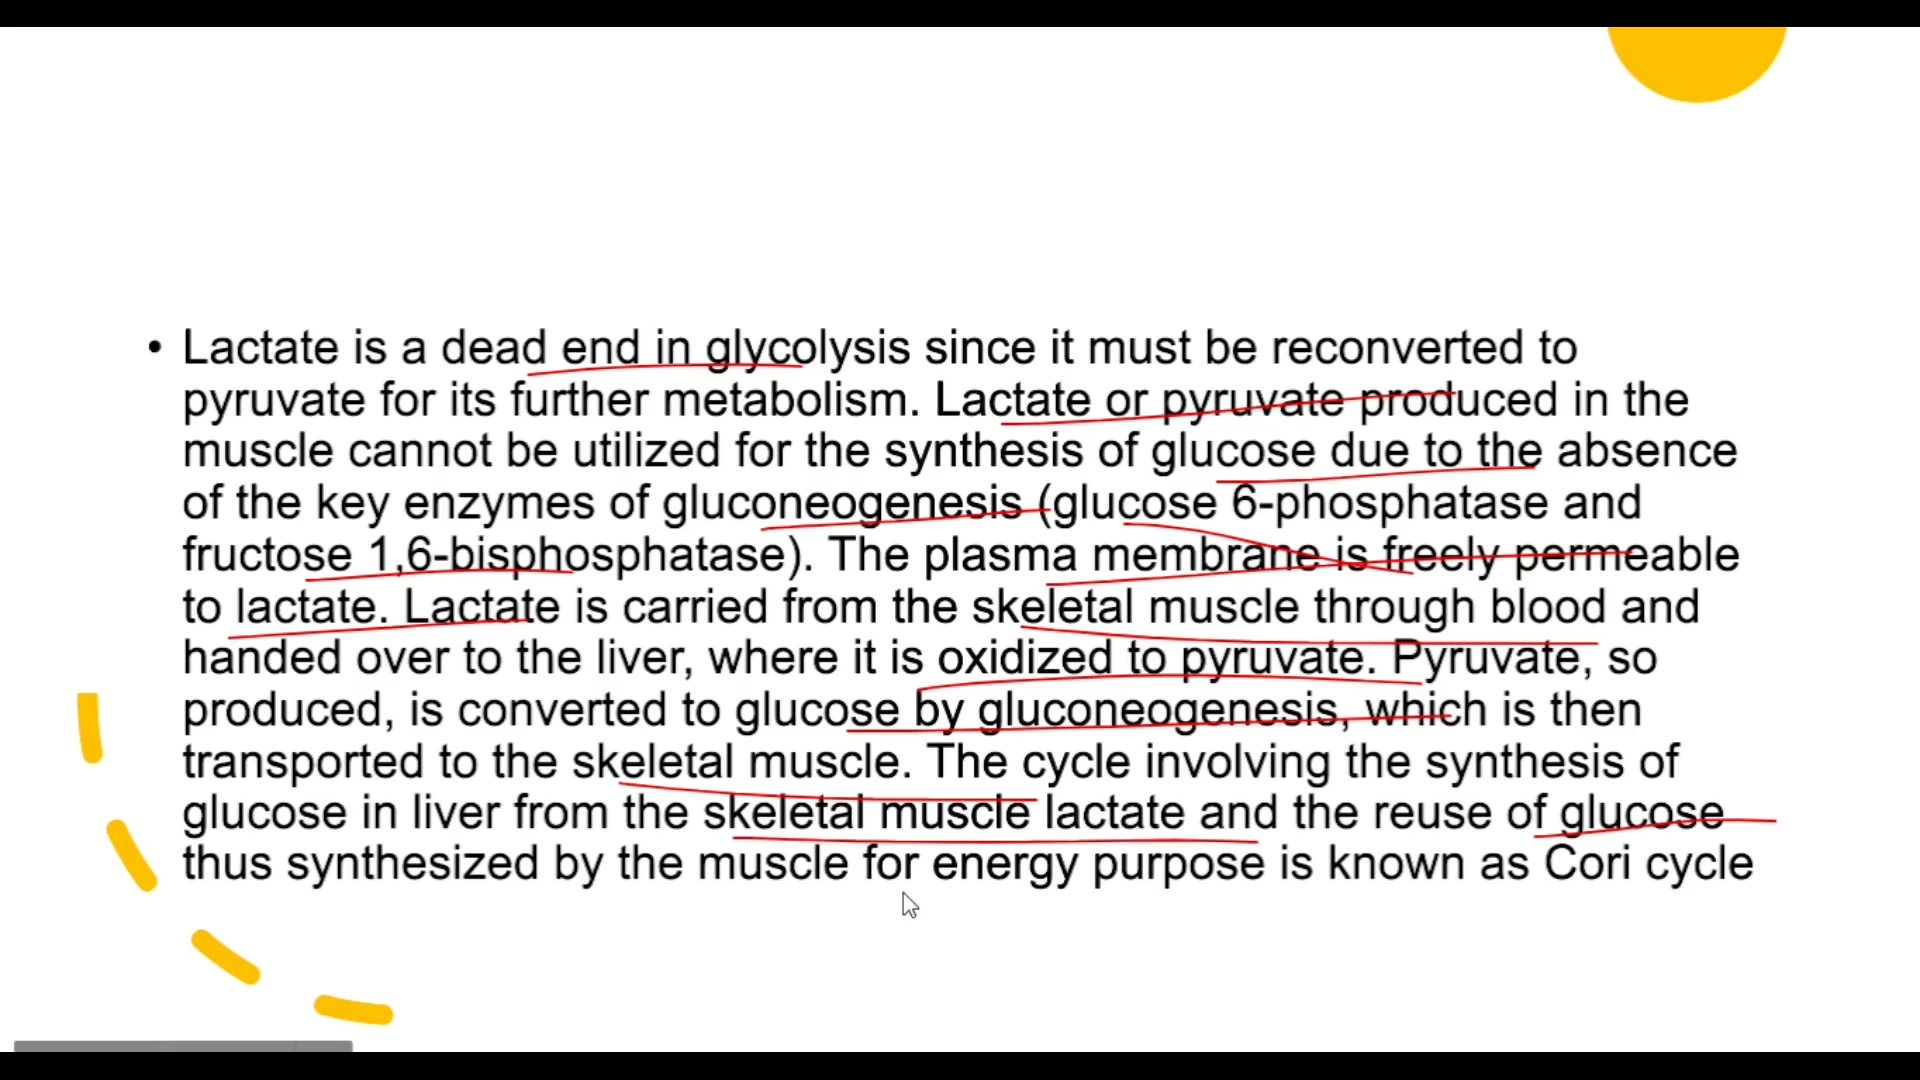 • Lactate is a dead end in glycolysis since it must be reconverted to
pyruvate for its further metabolism. Lactate or pyruvate produced in the
muscle cannot be utilized for the synthesis of glucose due to the absence
of the key enzymes of gluconeogenesis (glucose 6-phosphatase and
fructose 1,6-bisphosphatase). The plasma membrane is freely permeable
to lactate. Lactate is carried from the skeletal muscle through blood and
handed over to the liver, where it is oxidized to pyruvate. Pyruvate, so
produced, is converted to glucose by gluconeogenesis, which is then
transported to the skeletal muscle. The cycle involving the synthesis of
glucose in liver from the skeletal muscle lactate and the reuse of glucose
thus synthesized by the muscle for energy purpose is known as Cori cycle